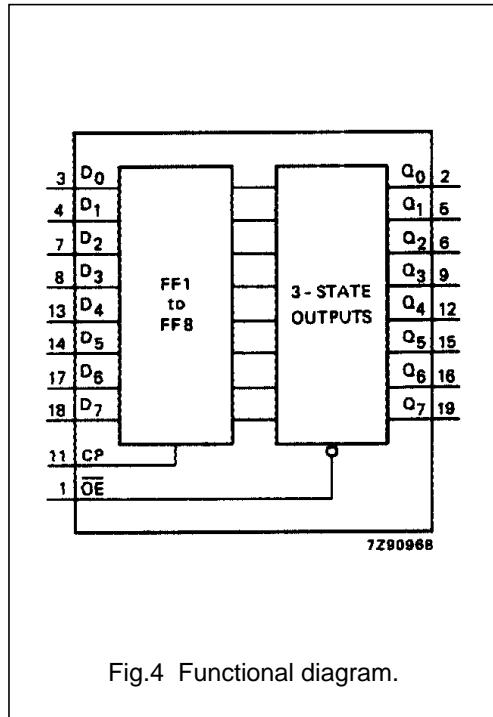 3 D0 Q0 2
4 D1 Q1 5
7 D2 Q2 6
8 D3 Q3 9
FF1
to
FF8
3-STATE
OUTPUTS
13 D4 Q4 12
14 D5 Q5 15
17 D6 Q6 16
18 D7 Q7 19
11 CP
1 OE
7Z90968
Fig.4 Functional diagram.